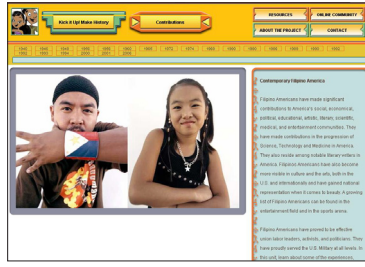 Kick it Up! Make History
Contributions
RESOURCES
ONLINE COMMUNITY
ABOUT THE PROJECT
CONTACT
Contemporary Filipino America
Filipino Americans have made significant
contributions to America's social, economical,
political, educational, artistic, literary, scientific,
medical, and entertainment communities. They
have made contributions in the progression of
Science, Technology and Medicine in America.
They also reside among notable literary writers in
America. Filipino Americans have also become
more visible in culture and the arts, both in the
U.S. and internationally and have gained national
representation when it comes to beauty. A growing
list of Filipino Americans can be found in the
entertainment field and in the sports arena.
Filipino Americans have proved to be effective
union labor leaders, activists, and politicians. They
have proudly served the U.S. Military at all levels. In
this unit, learn about some of the experiences,